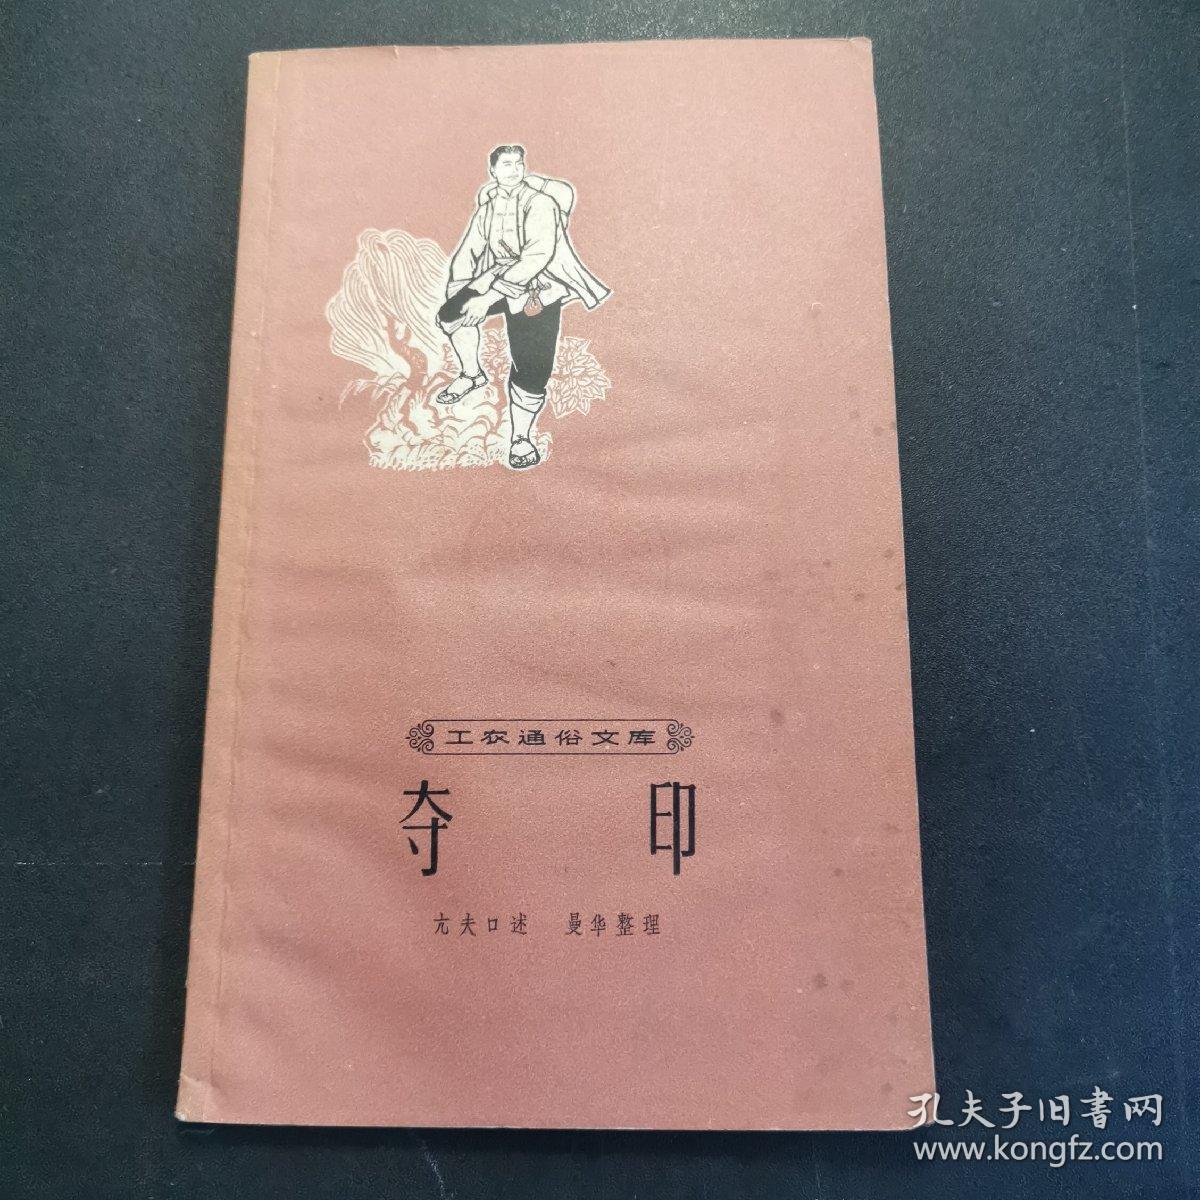 工农通俗文库
夺印
亢夫口述 曼华整理
孔夫子旧書网
www.kongfz.com